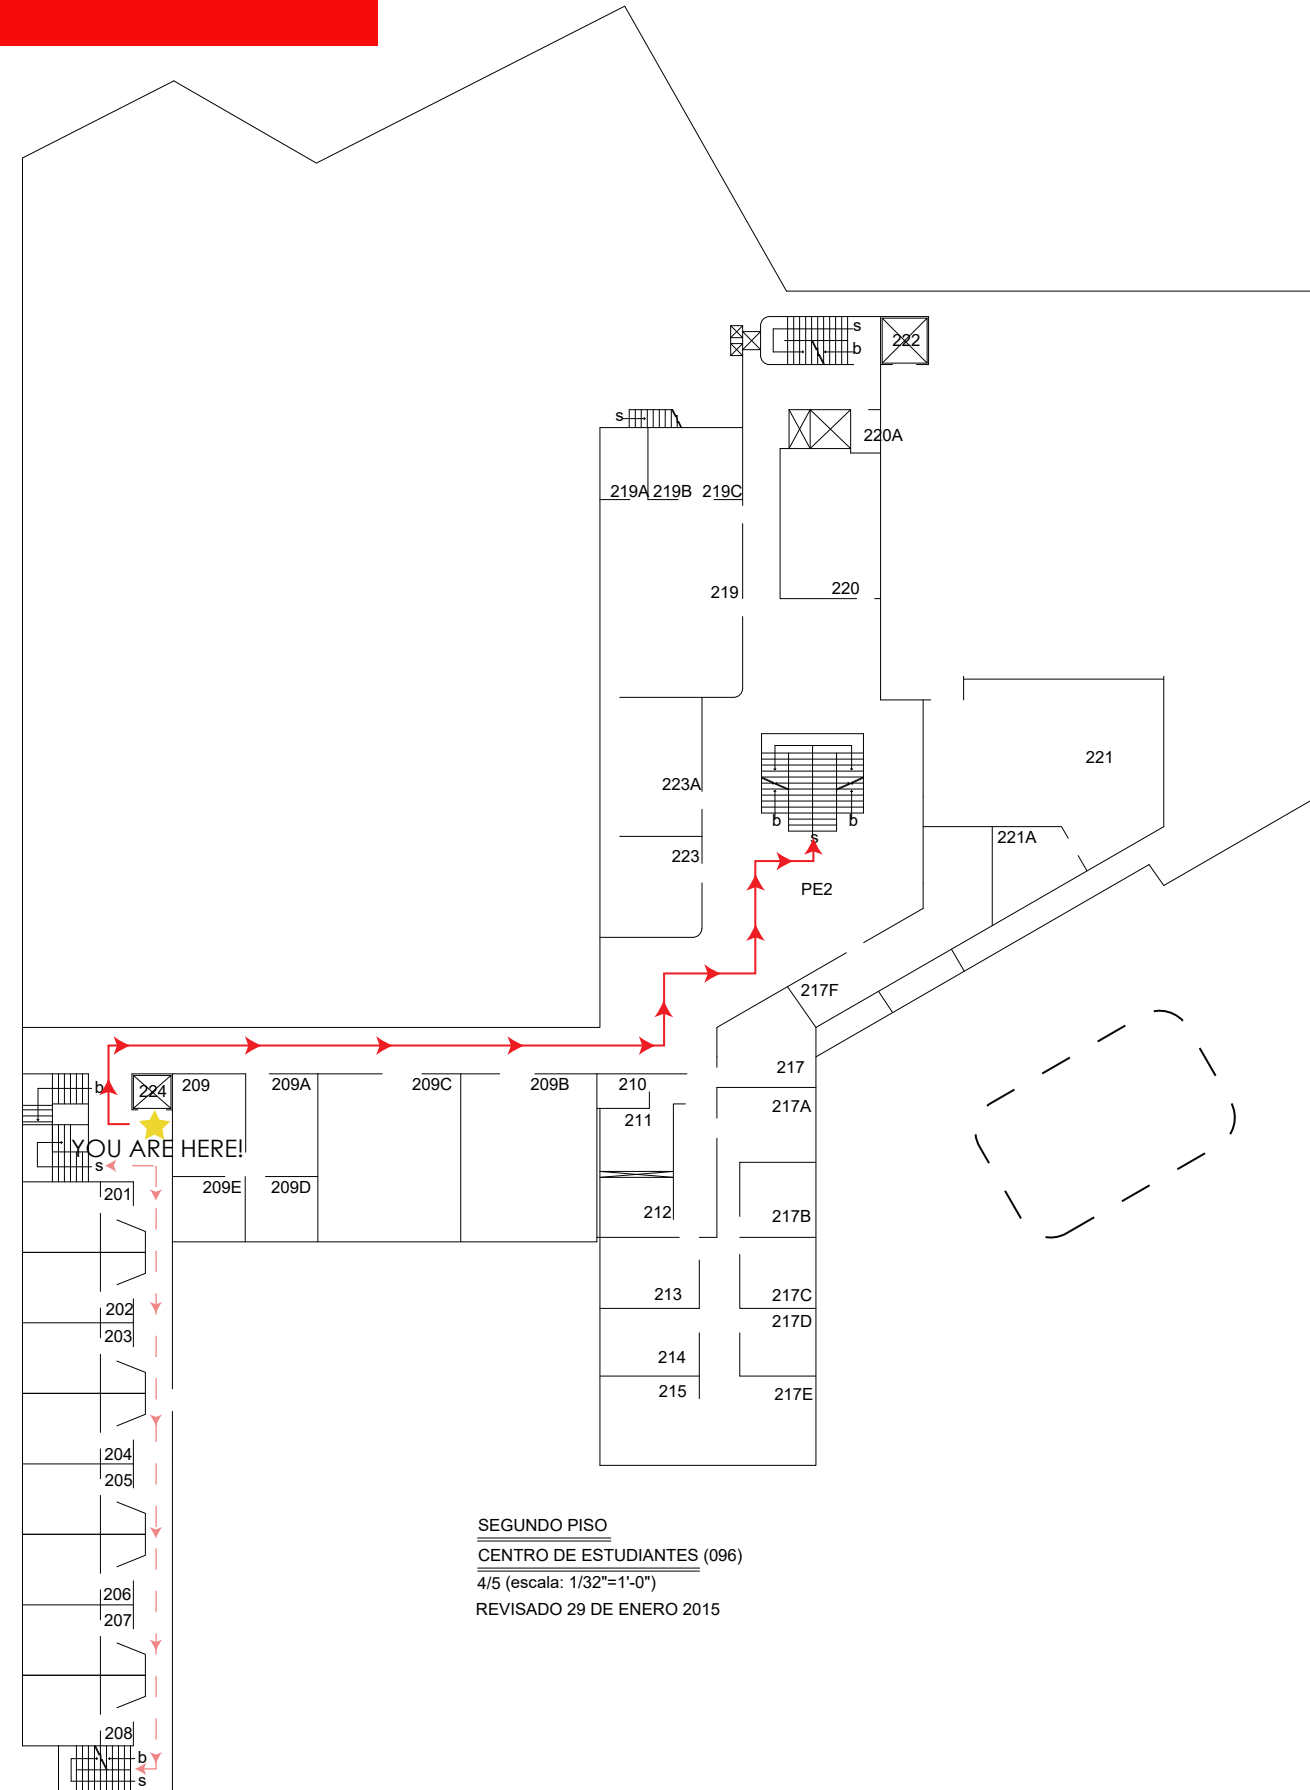 s
222
b
s
220A
219A 219B 219C
219
220
221
223A
b
b
s
221A
223
PE2
217F
217
b
224
209
209A
209C
209B
210
217A
211
YOU ARE HERE!
s
201
209E
209D
212
217B
213
217C
202
203
217D
214
215
217E
204
205
SEGUNDO PISO
CENTRO DE ESTUDIANTES (096)
4/5 (escala: 1/32"=1'-0")
REVISADO 29 DE ENERO 2015
206
207
208
b
s